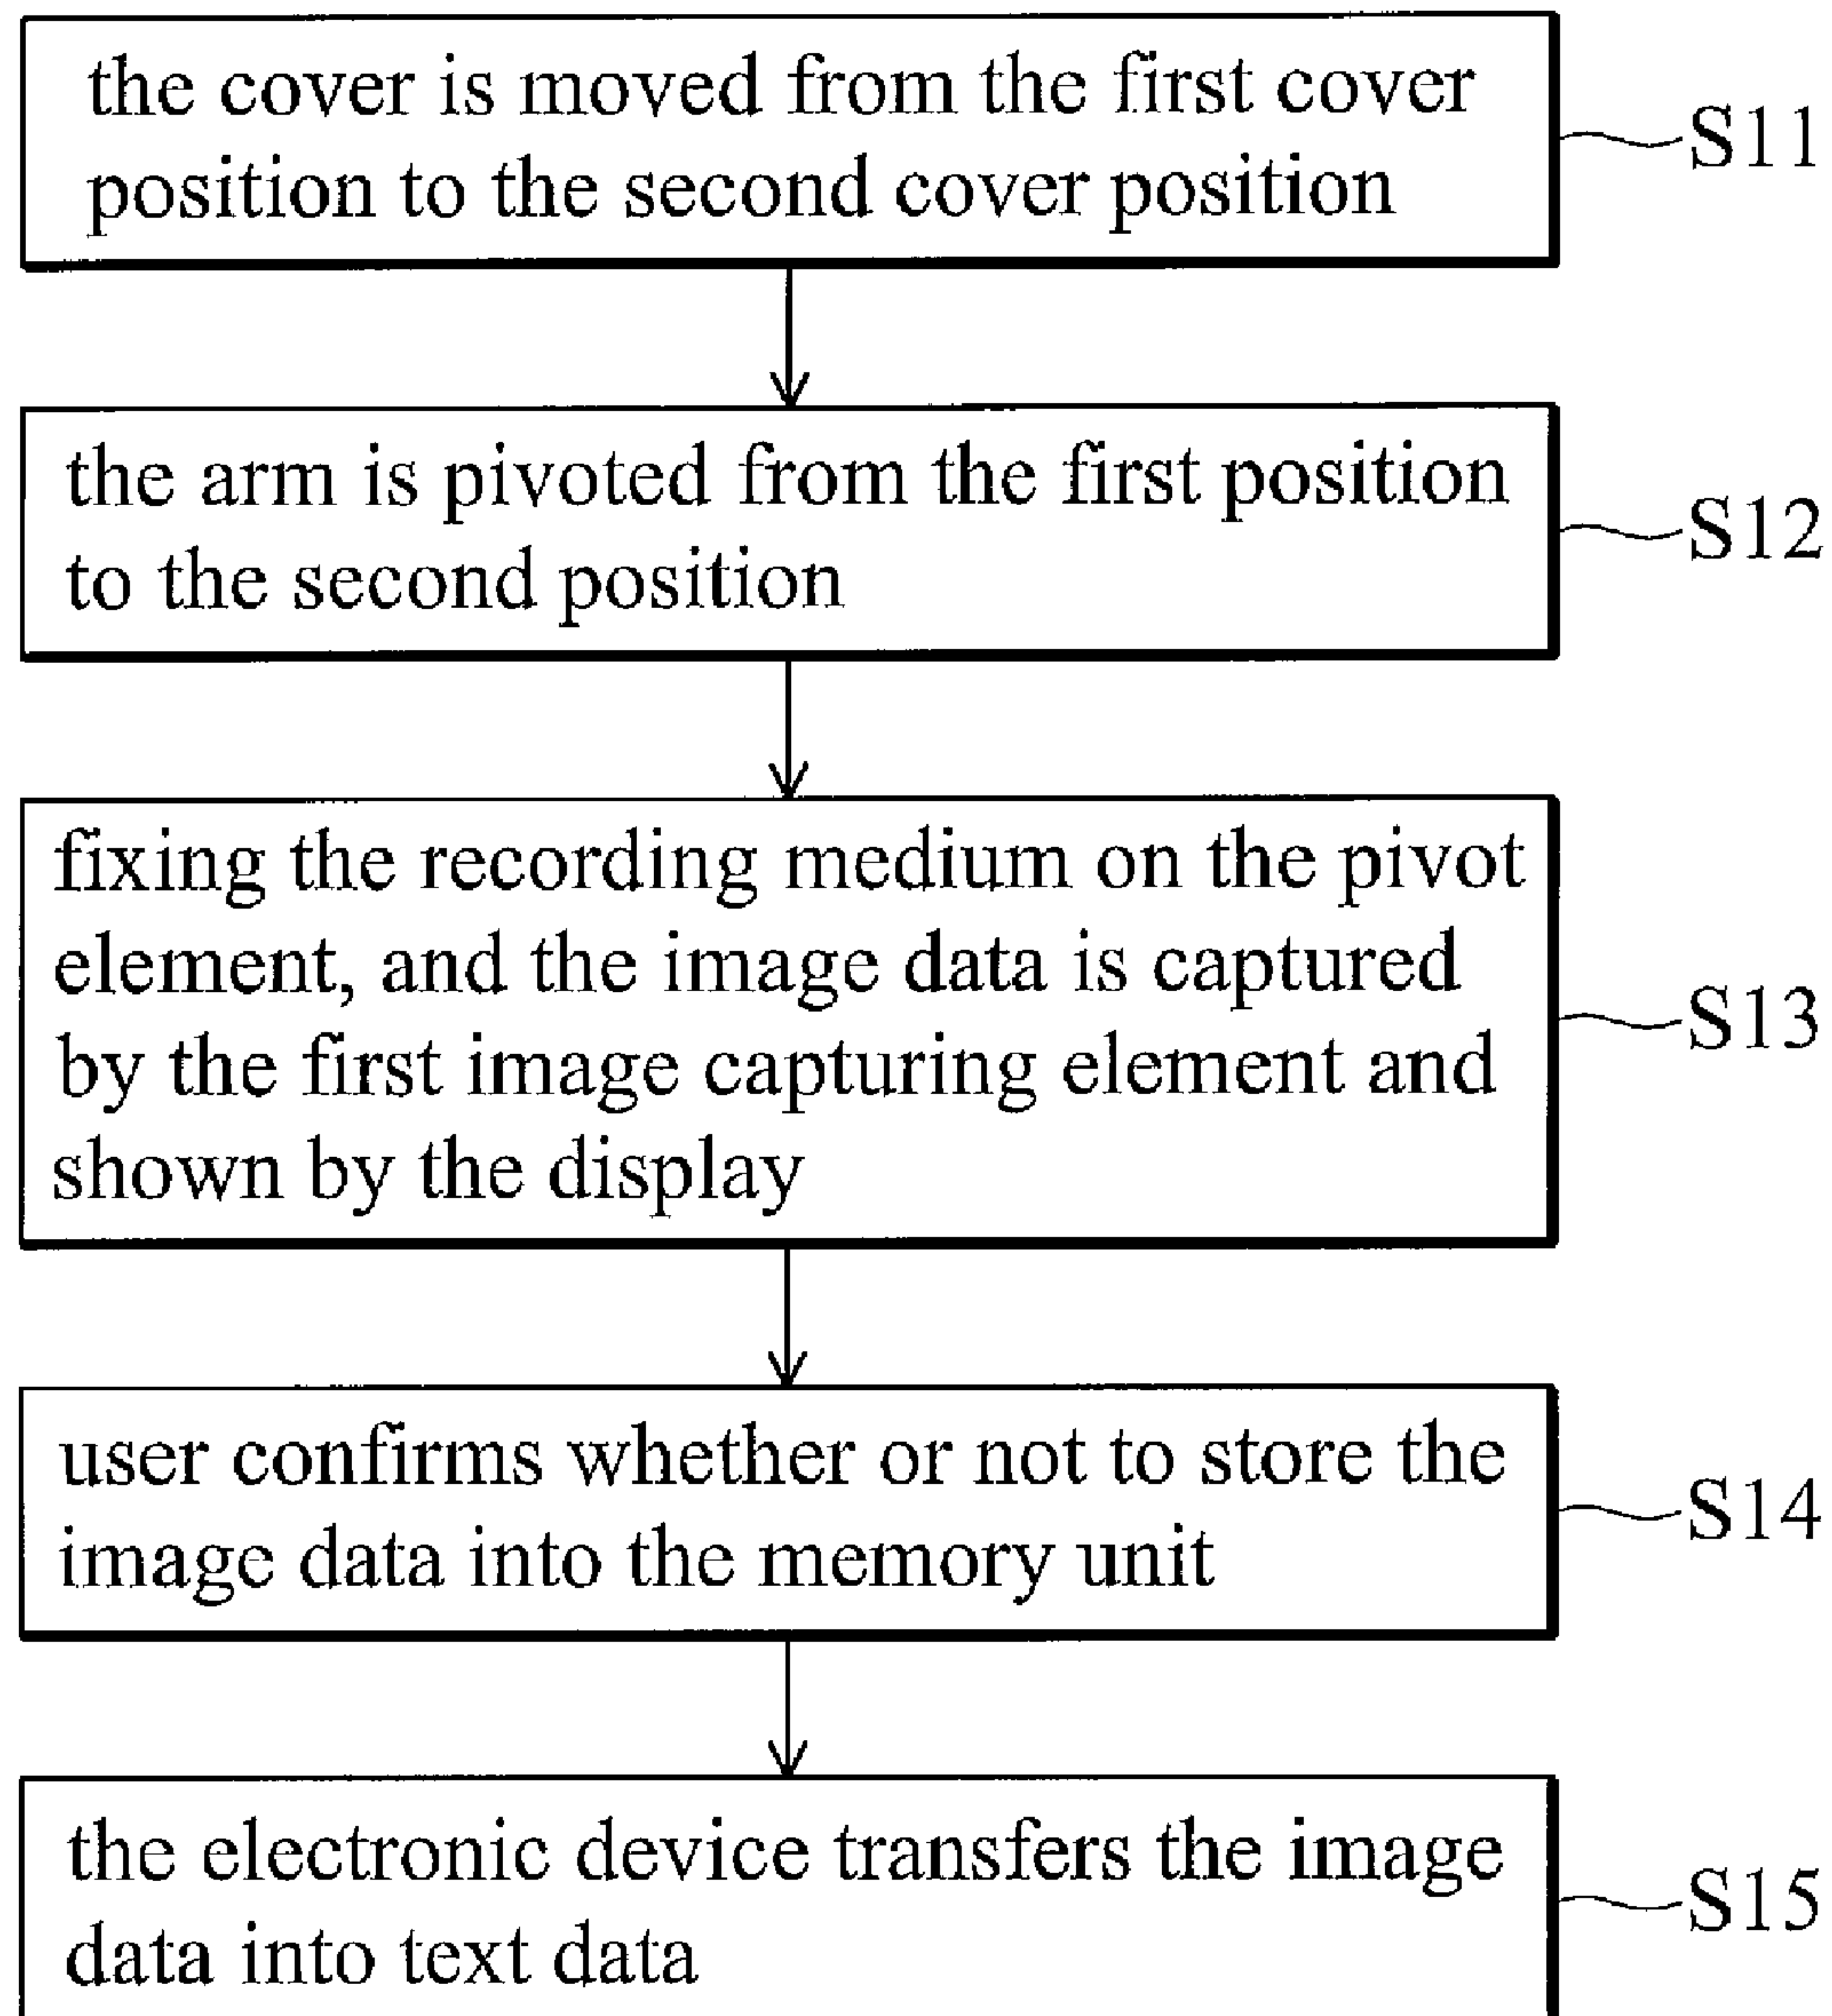 the cover is moved from the first cover
position to the second cover position
S11
the arm is pivoted from the first position
to the second position
S12
fixing the recording medium on the pivot
element, and the image data is captured
by the first image capturing element and
shown by the display
S13
user confirms whether or not to store the
image data into the memory unit
S14
the electronic device transfers the image
data into text data
S15